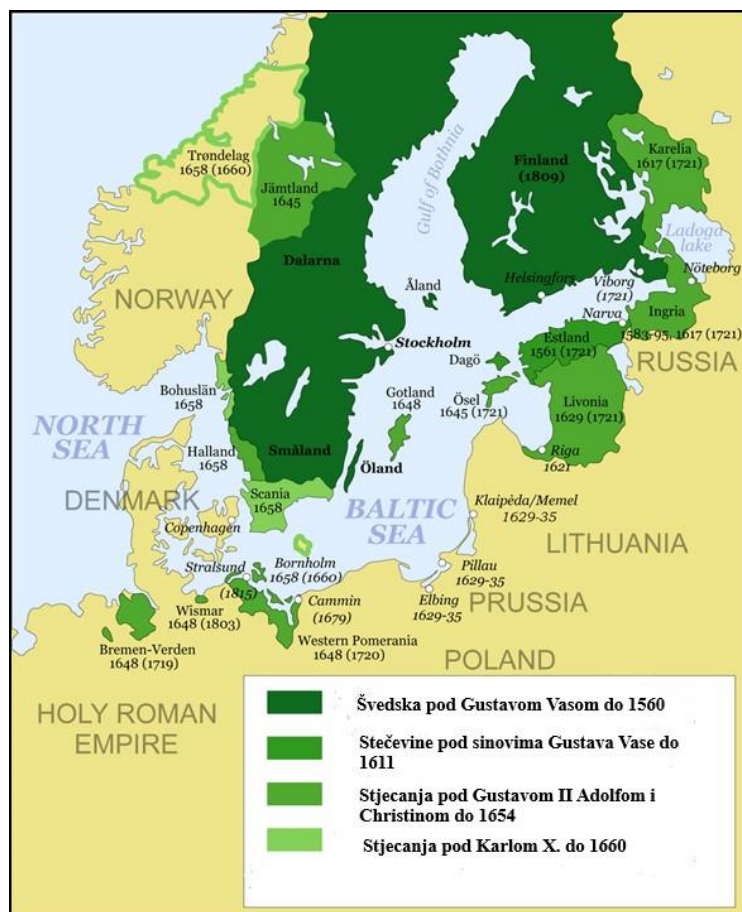 Trøndelag
1658 (1660)
Jämtland
1645
Gulf of Bothnia
Finland
(1809)
Karelia
1617 (1721)
Ladoga
lake
Dalarna
Åland
Helsingfors
Viborg
(1721)
Nöteborg
NORWAY
Stockholm
Narva
Ingria
1583-95, 1617 (1721)
Estland
1561 (1721)
RUSSIA
Dagö
Bohuslän
1658
Gotland
1648
Ösel
1645 (1721)
Livonia
1629 (1721)
NORTH
SEA
Halland
1658
Småland
Öland
Riga
1621
DENMARK
Scania
1658
BALTIC
SEA
Klaipėda/Memel
1629-35
Copenhagen
LITHUANIA
Stralsund
(1815)
Bornholm
1658 (1660)
Pillau
1629-35
Wismar
1648 (1803)
Cammin
(1679)
Elbing
1629-35
PRUSSIA
Bremen-Verden
1648 (1719)
Western Pomerania
1648 (1720)
POLAND
HOLY ROMAN
EMPIRE
Švedska pod Gustavom Vasom do 1560
Stečevine pod sinovima Gustava Vase do
1611
Stjecanja pod Gustavom II Adolfom i
Christinom do 1654
Stjecanja pod Karlom X. do 1660